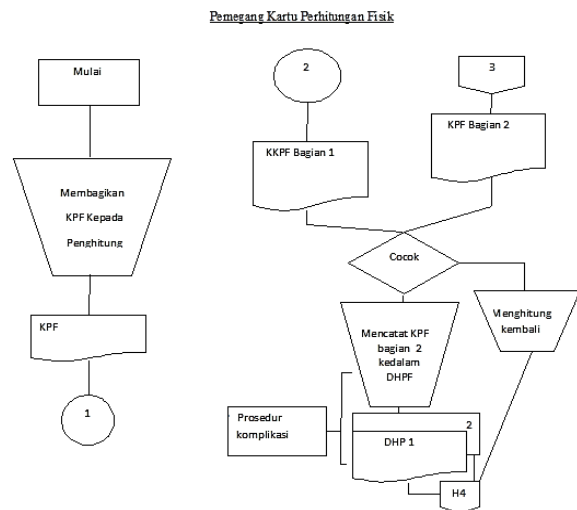 Pemegang Kartu Perhitungan Fisik
Mulai
Membagikan
KPF Kepada
Penghitung
KPF
1
2
3
KKPF Bagian 1
KPF Bagian 2
Cocok
Mencatat KPF
bagian 2
kedalam
DHPF
Menghitung
kembali
Prosedur
komplikasi
2
DHP 1
H4